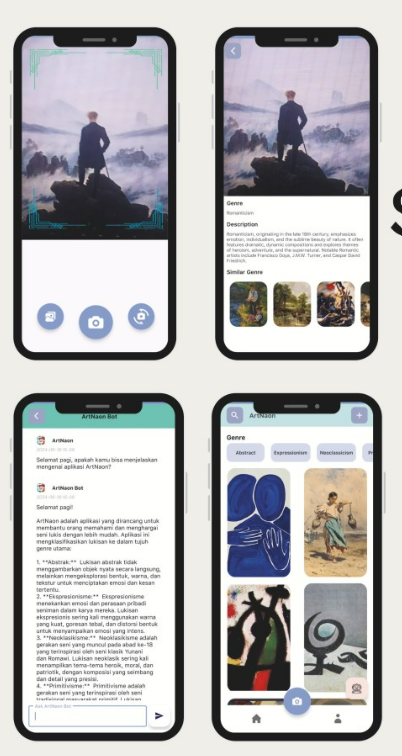 Genre
Romanticism
Description
Romanticism, originating in the late 18th century, emphasizes
emotion, individualism, and the sublime beauty of nature. It often
features dramatic, dynamic compositions and explores themes
of heroism, adventure, and the supernatural. Notable Romantic
artists include Francisco Goya, J.M.W. Turner, and Caspar David
Friedrich.
Similar Genre
S
ArtNaon Bot
ArtNaon
Selamat pagi, apakah kamu bisa menjelaskan
mengenai aplikasi ArtNaon?
ArtNaon Bot
Selamat pagi!
ArtNaon adalah aplikasi yang dirancang untuk
membantu orang memahami dan menghargai
seni lukis dengan lebih mudah. Aplikasi ini
mengklasifikasikan lukisan ke dalam tujuh
genre utama:
1. **Abstrak:** Lukisan abstrak tidak
menggambarkan objek nyata secara langsung,
melainkan mengeksplorasi bentuk, warna, dan
tekstur untuk menciptakan emosi dan kesan
tertentu.
2. **Ekspresionisme:** Ekspresionisme
menekankan emosi dan perasaan pribadi
seniman dalam karya mereka. Lukisan
ekspresionis sering kali menggunakan warna
yang kuat, goresan tebal, dan distorsi bentuk
untuk menyampaikan emosi yang intens.
3. **Neoklasikisme:** Neoklasikisme adalah
gerakan seni yang muncul pada abad ke-18
yang terinspirasi oleh seni klasik Yunani
dan Romawi. Lukisan neoklasik sering kali
menampilkan tema-tema heroik, moral, dan
patriotik, dengan komposisi yang seimbang
dan detail yang presisi.
4. **Primitivisme:** Primitivisme adalah
gerakan seni yang terinspirasi oleh seni
Ask ArtNaon Bot
ArtNaon
Genre
Abstract
Expressionism
Neoclassicism